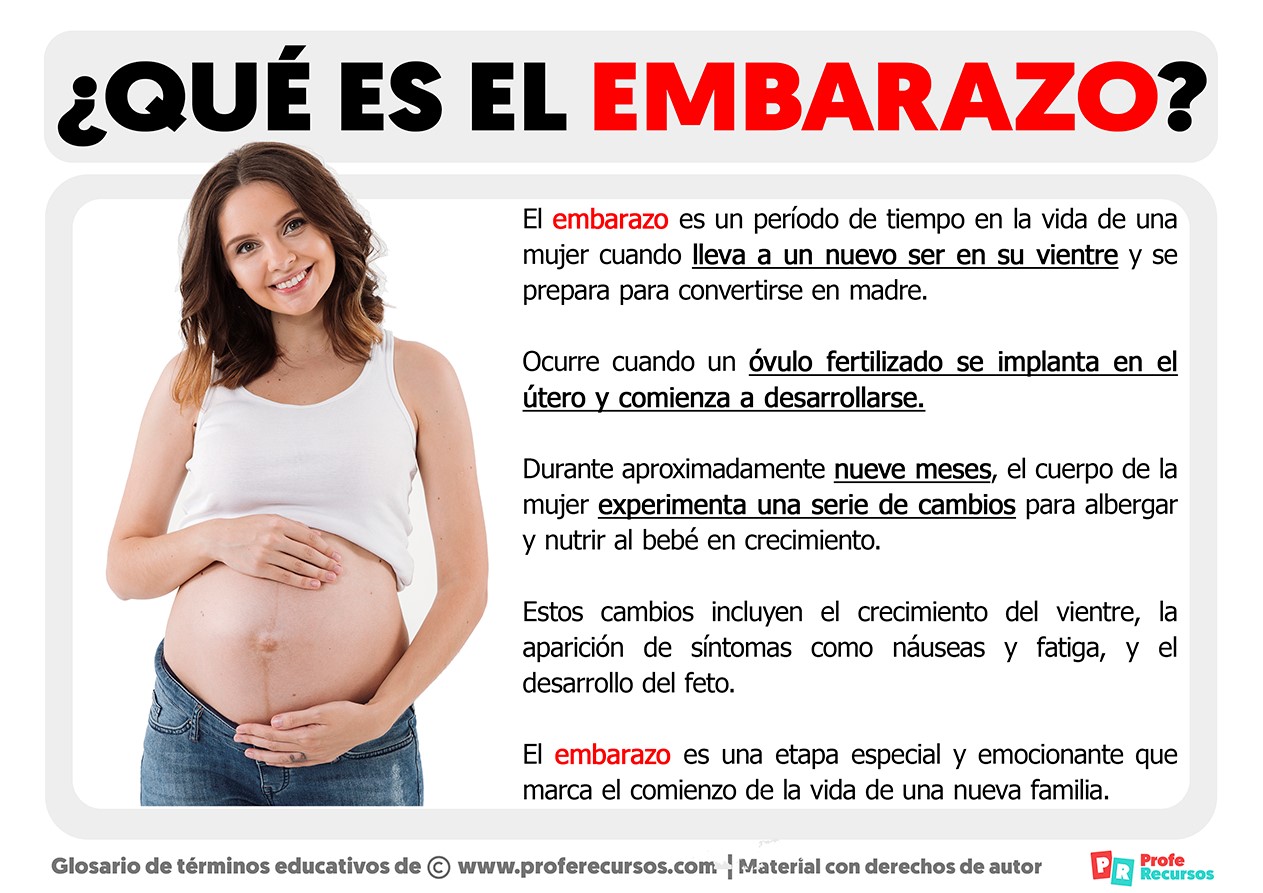 ¿QUÉ ES EL EMBARAZO?
El embarazo es un período de tiempo en la vida de una
mujer cuando lleva a un nuevo ser en su vientre y se
prepara para convertirse en madre.
Ocurre cuando un óvulo fertilizado se implanta en el
útero y comienza a desarrollarse.
Durante aproximadamente nueve meses, el cuerpo de la
mujer experimenta una serie de cambios para albergar
y nutrir al bebé en crecimiento.
Estos cambios incluyen el crecimiento del vientre, la
aparición de síntomas como náuseas y fatiga, y el
desarrollo del feto.
El embarazo es una etapa especial y emocionante que
marca el comienzo de la vida de una nueva familia.
Glosario de términos educativos de © www.proferecursos.com | Material con derechos de autor
PR Profe
Recursos